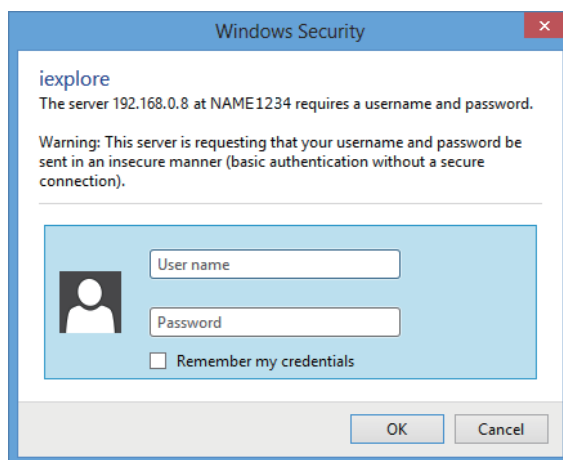 Windows Security
iexplore
The server 192.168.0.8 at NAME1234 requires a username and password.
Warning: This server is requesting that your username and password be
sent in an insecure manner (basic authentication without a secure
connection).
User name
Password
Remember my credentials
OK Cancel